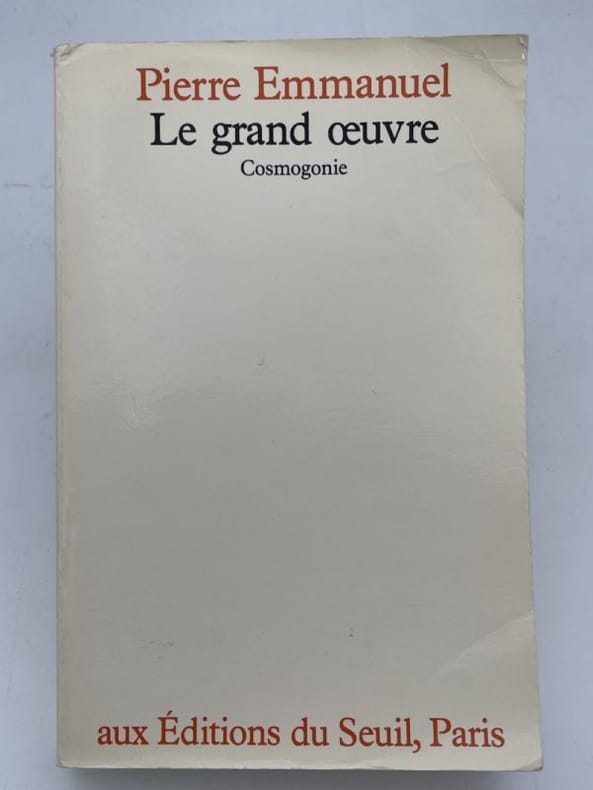 Pierre Emmanuel
Le grand œuvre
Cosmogonie
aux Éditions du Seuil, Paris